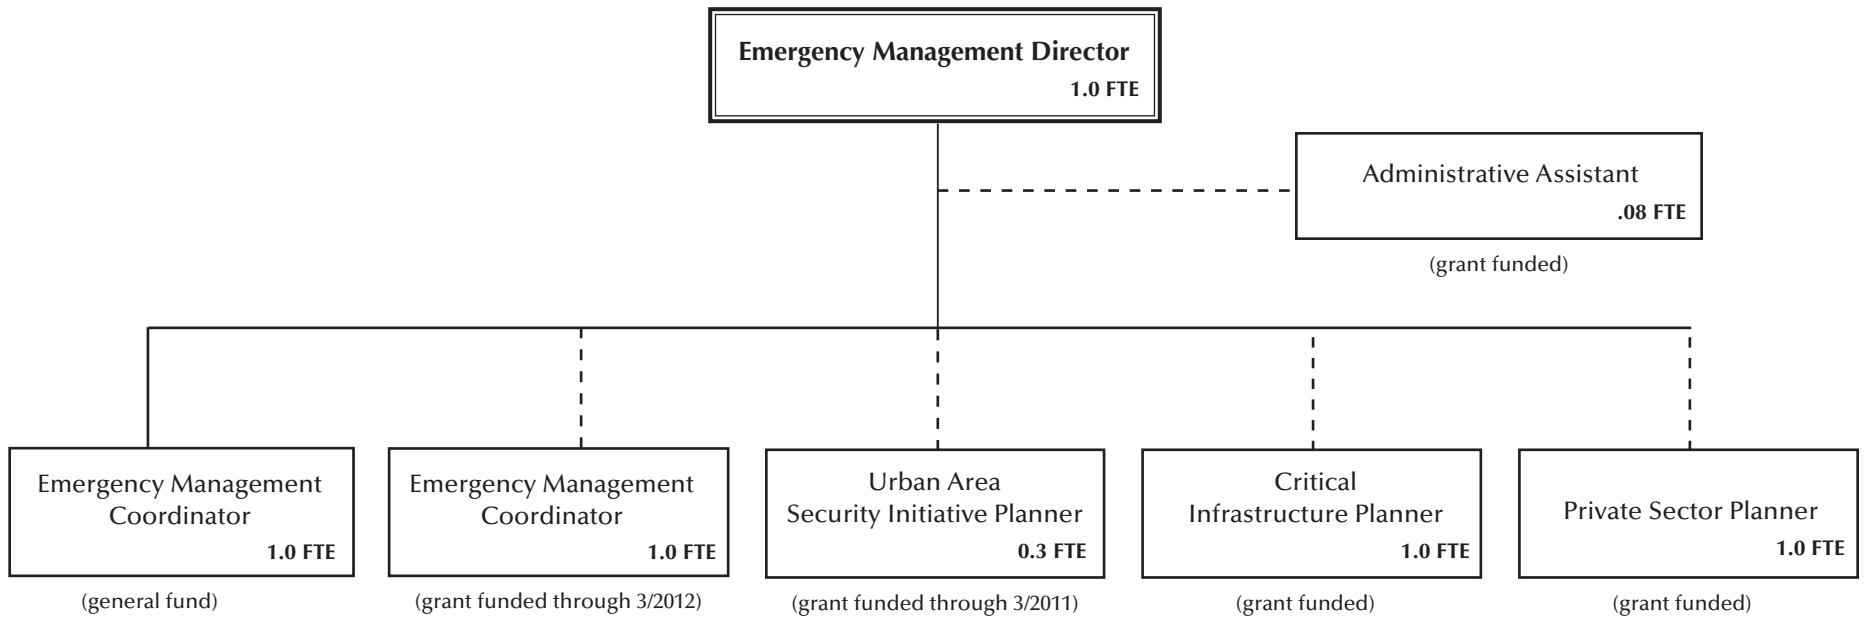 Emergency Management Director
1.0 FTE
Administrative Assistant
.08 FTE
(grant funded)
Emergency Management
Coordinator
1.0 FTE
(general fund)
Emergency Management
Coordinator
1.0 FTE
(grant funded through 3/2012)
Urban Area
Security Initiative Planner
0.3 FTE
(grant funded through 3/2011)
Critical
Infrastructure Planner
1.0 FTE
(grant funded)
Private Sector Planner
1.0 FTE
(grant funded)